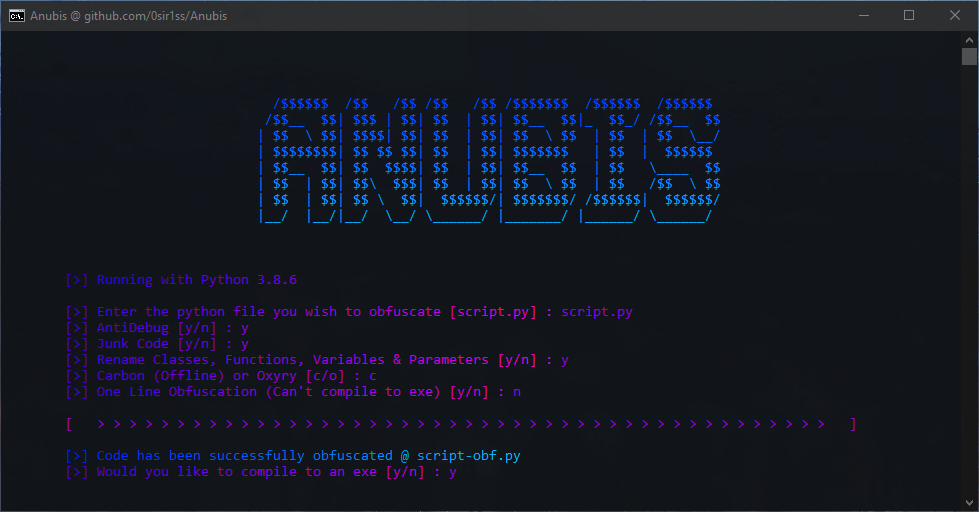 Anubis @ github.com/0sir1ss/Anubis
  /$$$$$$  /$$   /$$ /$$   /$$ /$$$$$$$  /$$$$$$  /$$$$$$
 /$$__  $$| $$$ | $$| $$  | $$| $$__  $$|_  $$_/ /$$__  $$
| $$  \ $$| $$$$| $$| $$  | $$| $$  \ $$  | $$  | $$  \__/
| $$$$$$$$| $$ $$ $$| $$  | $$| $$$$$$$   | $$  |  $$$$$$
| $$__  $$| $$  $$$$| $$  | $$| $$__  $$  | $$   \____  $$
| $$  | $$| $$\  $$$| $$  | $$| $$  \ $$  | $$   /$$  \ $$
| $$  | $$| $$ \  $$|  $$$$$$/| $$$$$$$/ /$$$$$$|  $$$$$$/
|__/  |__/|__/  \__/ \______/ |_______/ |______/ \______/
[>] Running with Python 3.8.6
[>] Enter the python file you wish to obfuscate [script.py] : script.py
[>] AntiDebug [y/n] : y
[>] Junk Code [y/n] : y
[>] Rename Classes, Functions, Variables & Parameters [y/n] : y
[>] Carbon (Offline) or Oxyry [c/o] : c
[>] One Line Obfuscation (Can't compile to exe) [y/n] : n
[   > > > > > > > > > > > > > > > > > > > > > > > > > > > > > > > > > > > > > > > > > > > > > >   ]
[>] Code has been successfully obfuscated @ script-obf.py
[>] Would you like to compile to an exe [y/n] : y